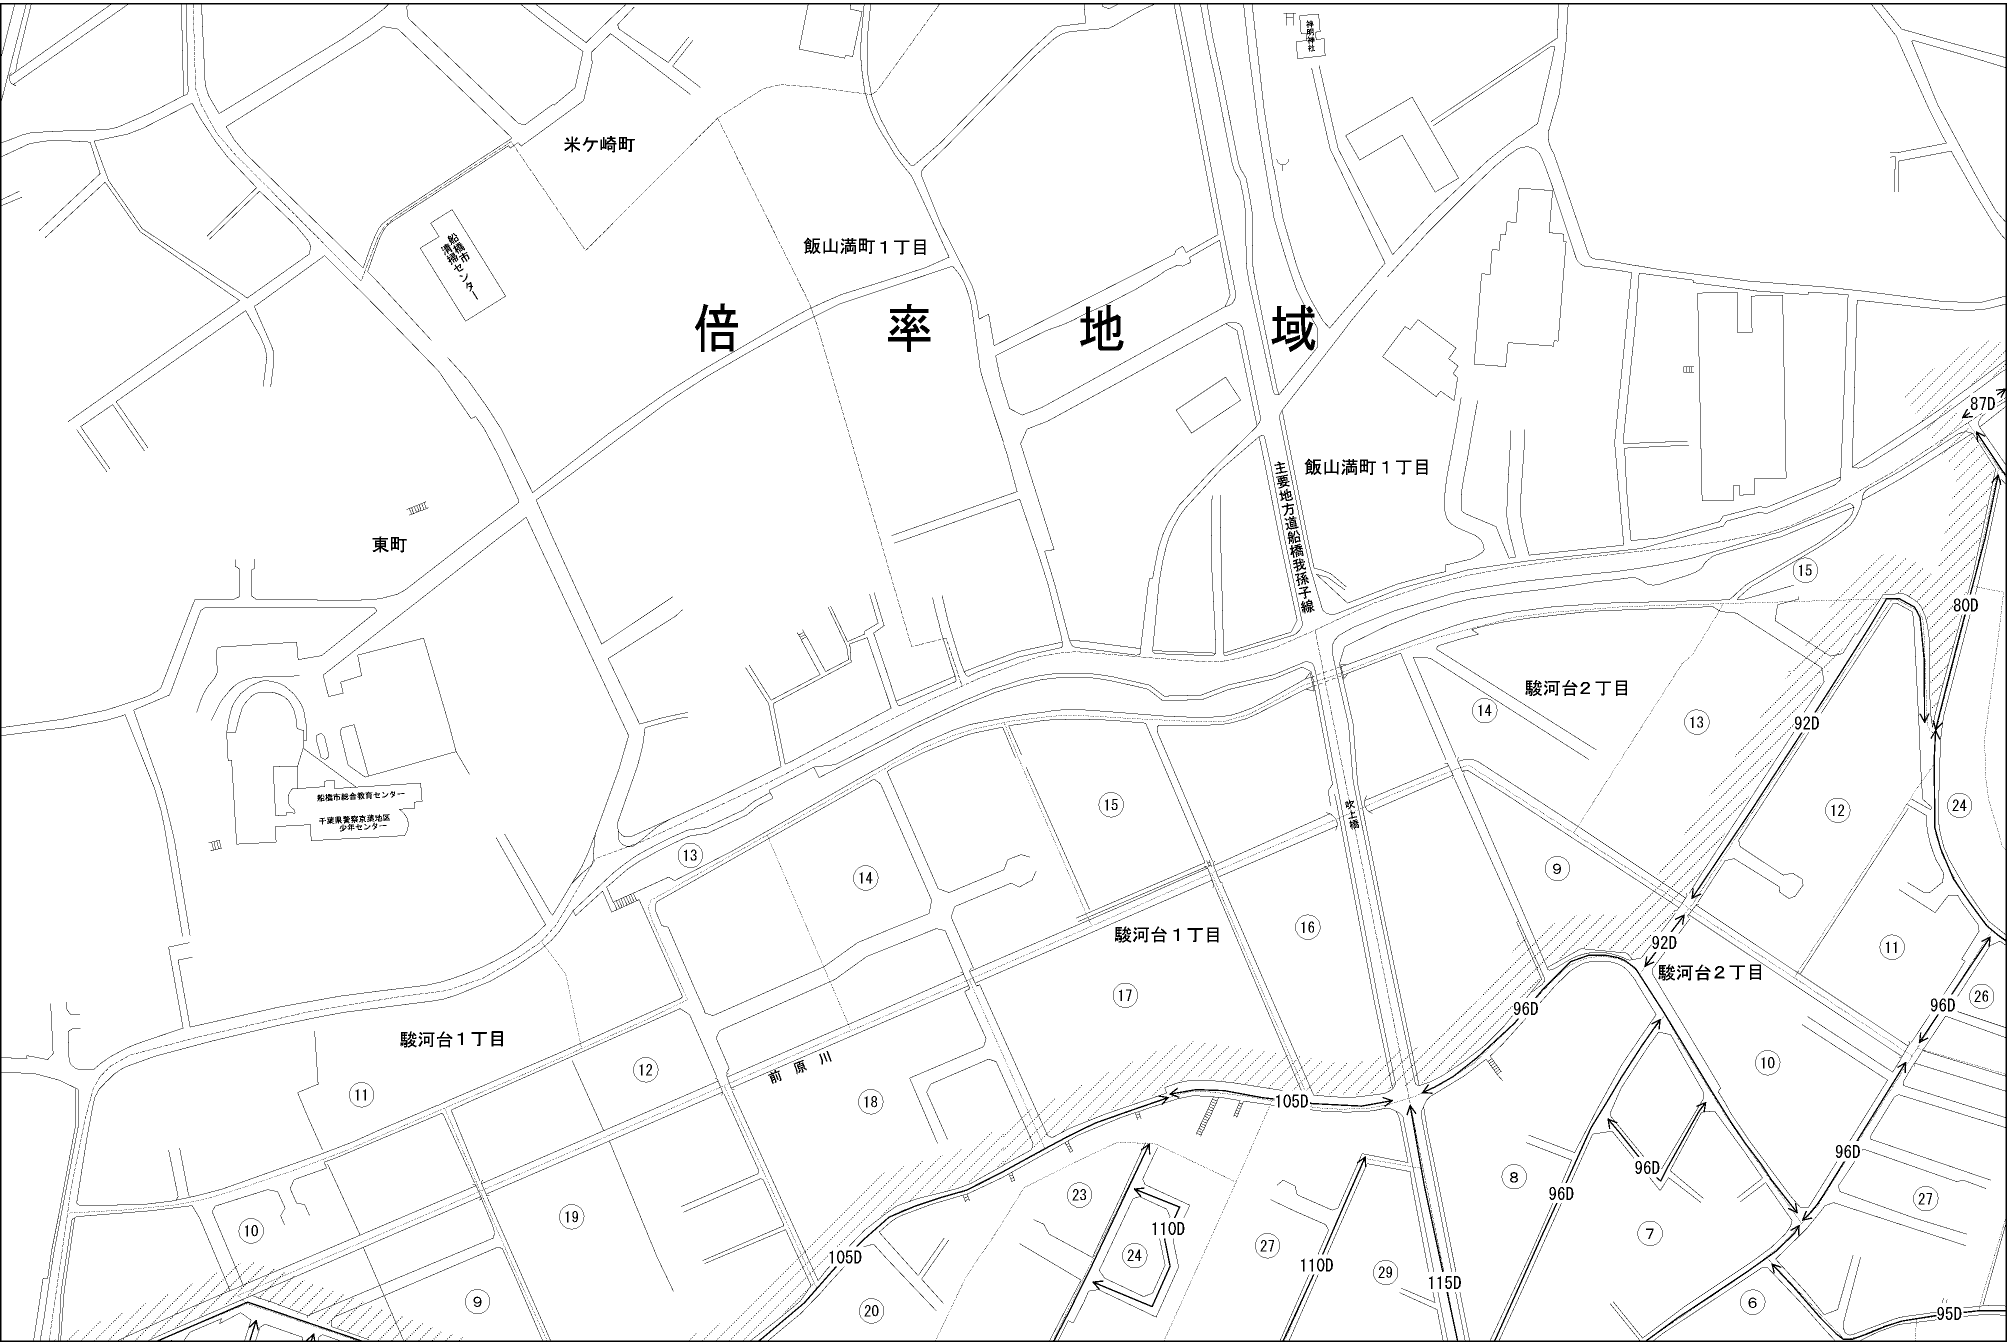 神明神社
米ケ崎町
船橋市
清掃センター
飯山満町1丁目
倍率地域
87D
主要地方道船橋我孫子線
飯山満町1丁目
東町
⑮
80D
駿河台2丁目
⑭
⑬
92D
船橋市総合教育センター
千葉県警察京葉地区
少年センター
⑮
吹上橋
⑫
㉔
⑬
⑭
⑨
⑯
駿河台1丁目
92D
駿河台2丁目
⑪
⑰
96D
96D
㉖
駿河台1丁目
⑫
前原川
⑩
⑪
⑱
105D
96D
96D
⑧
96D
㉓
㉗
⑩
⑲
110D
⑦
105D
㉔
㉗
110D
㉙
115D
⑨
⑳
⑥
95D